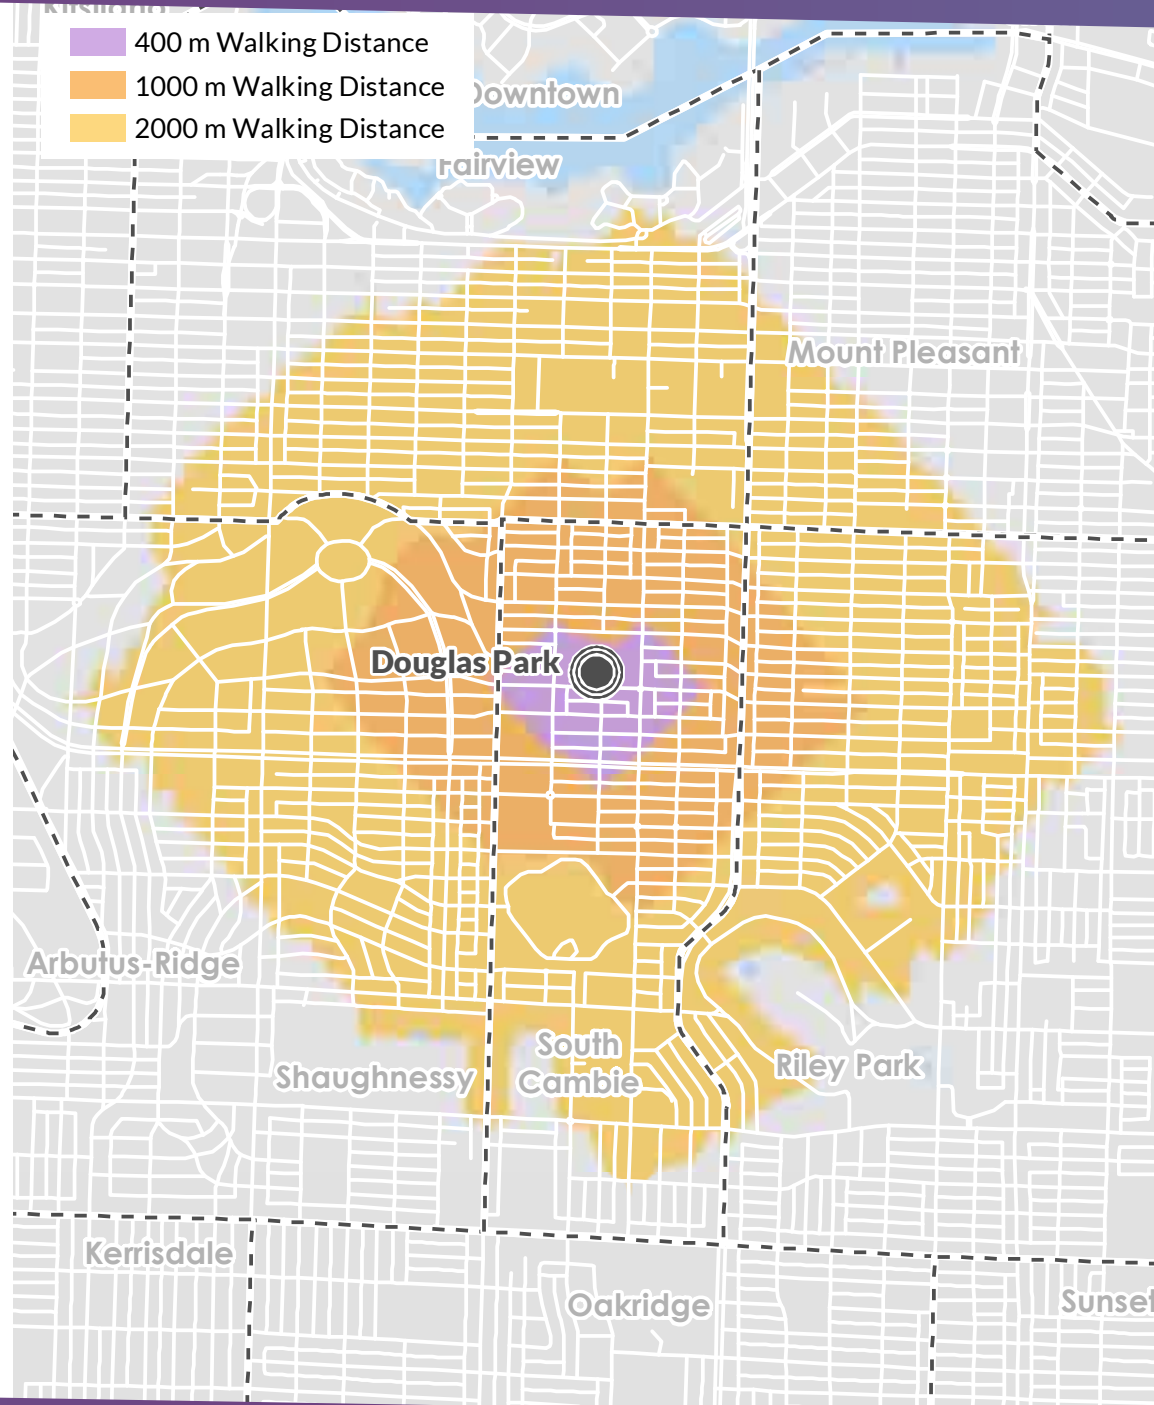 400 m Walking Distance
1000 m Walking Distance
2000 m Walking Distance
Downtown
Fairview
Mount Pleasant
Douglas Park
Arbutus-Ridge
South
Cambie
Shaughnessy
Riley Park
Kerrisdale
Oakridge
Sunset